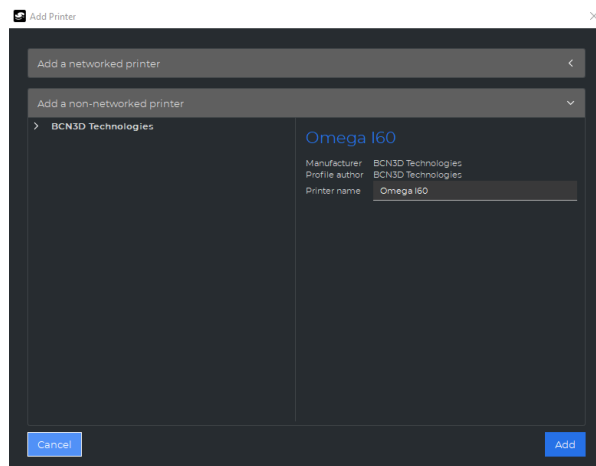 Add Printer
Add a networked printer
Add a non-networked printer
BCN3D Technologies
Omega I60
Manufacturer BCN3D Technologies
Profile author BCN3D Technologies
Printer name Omega I60
Cancel
Add